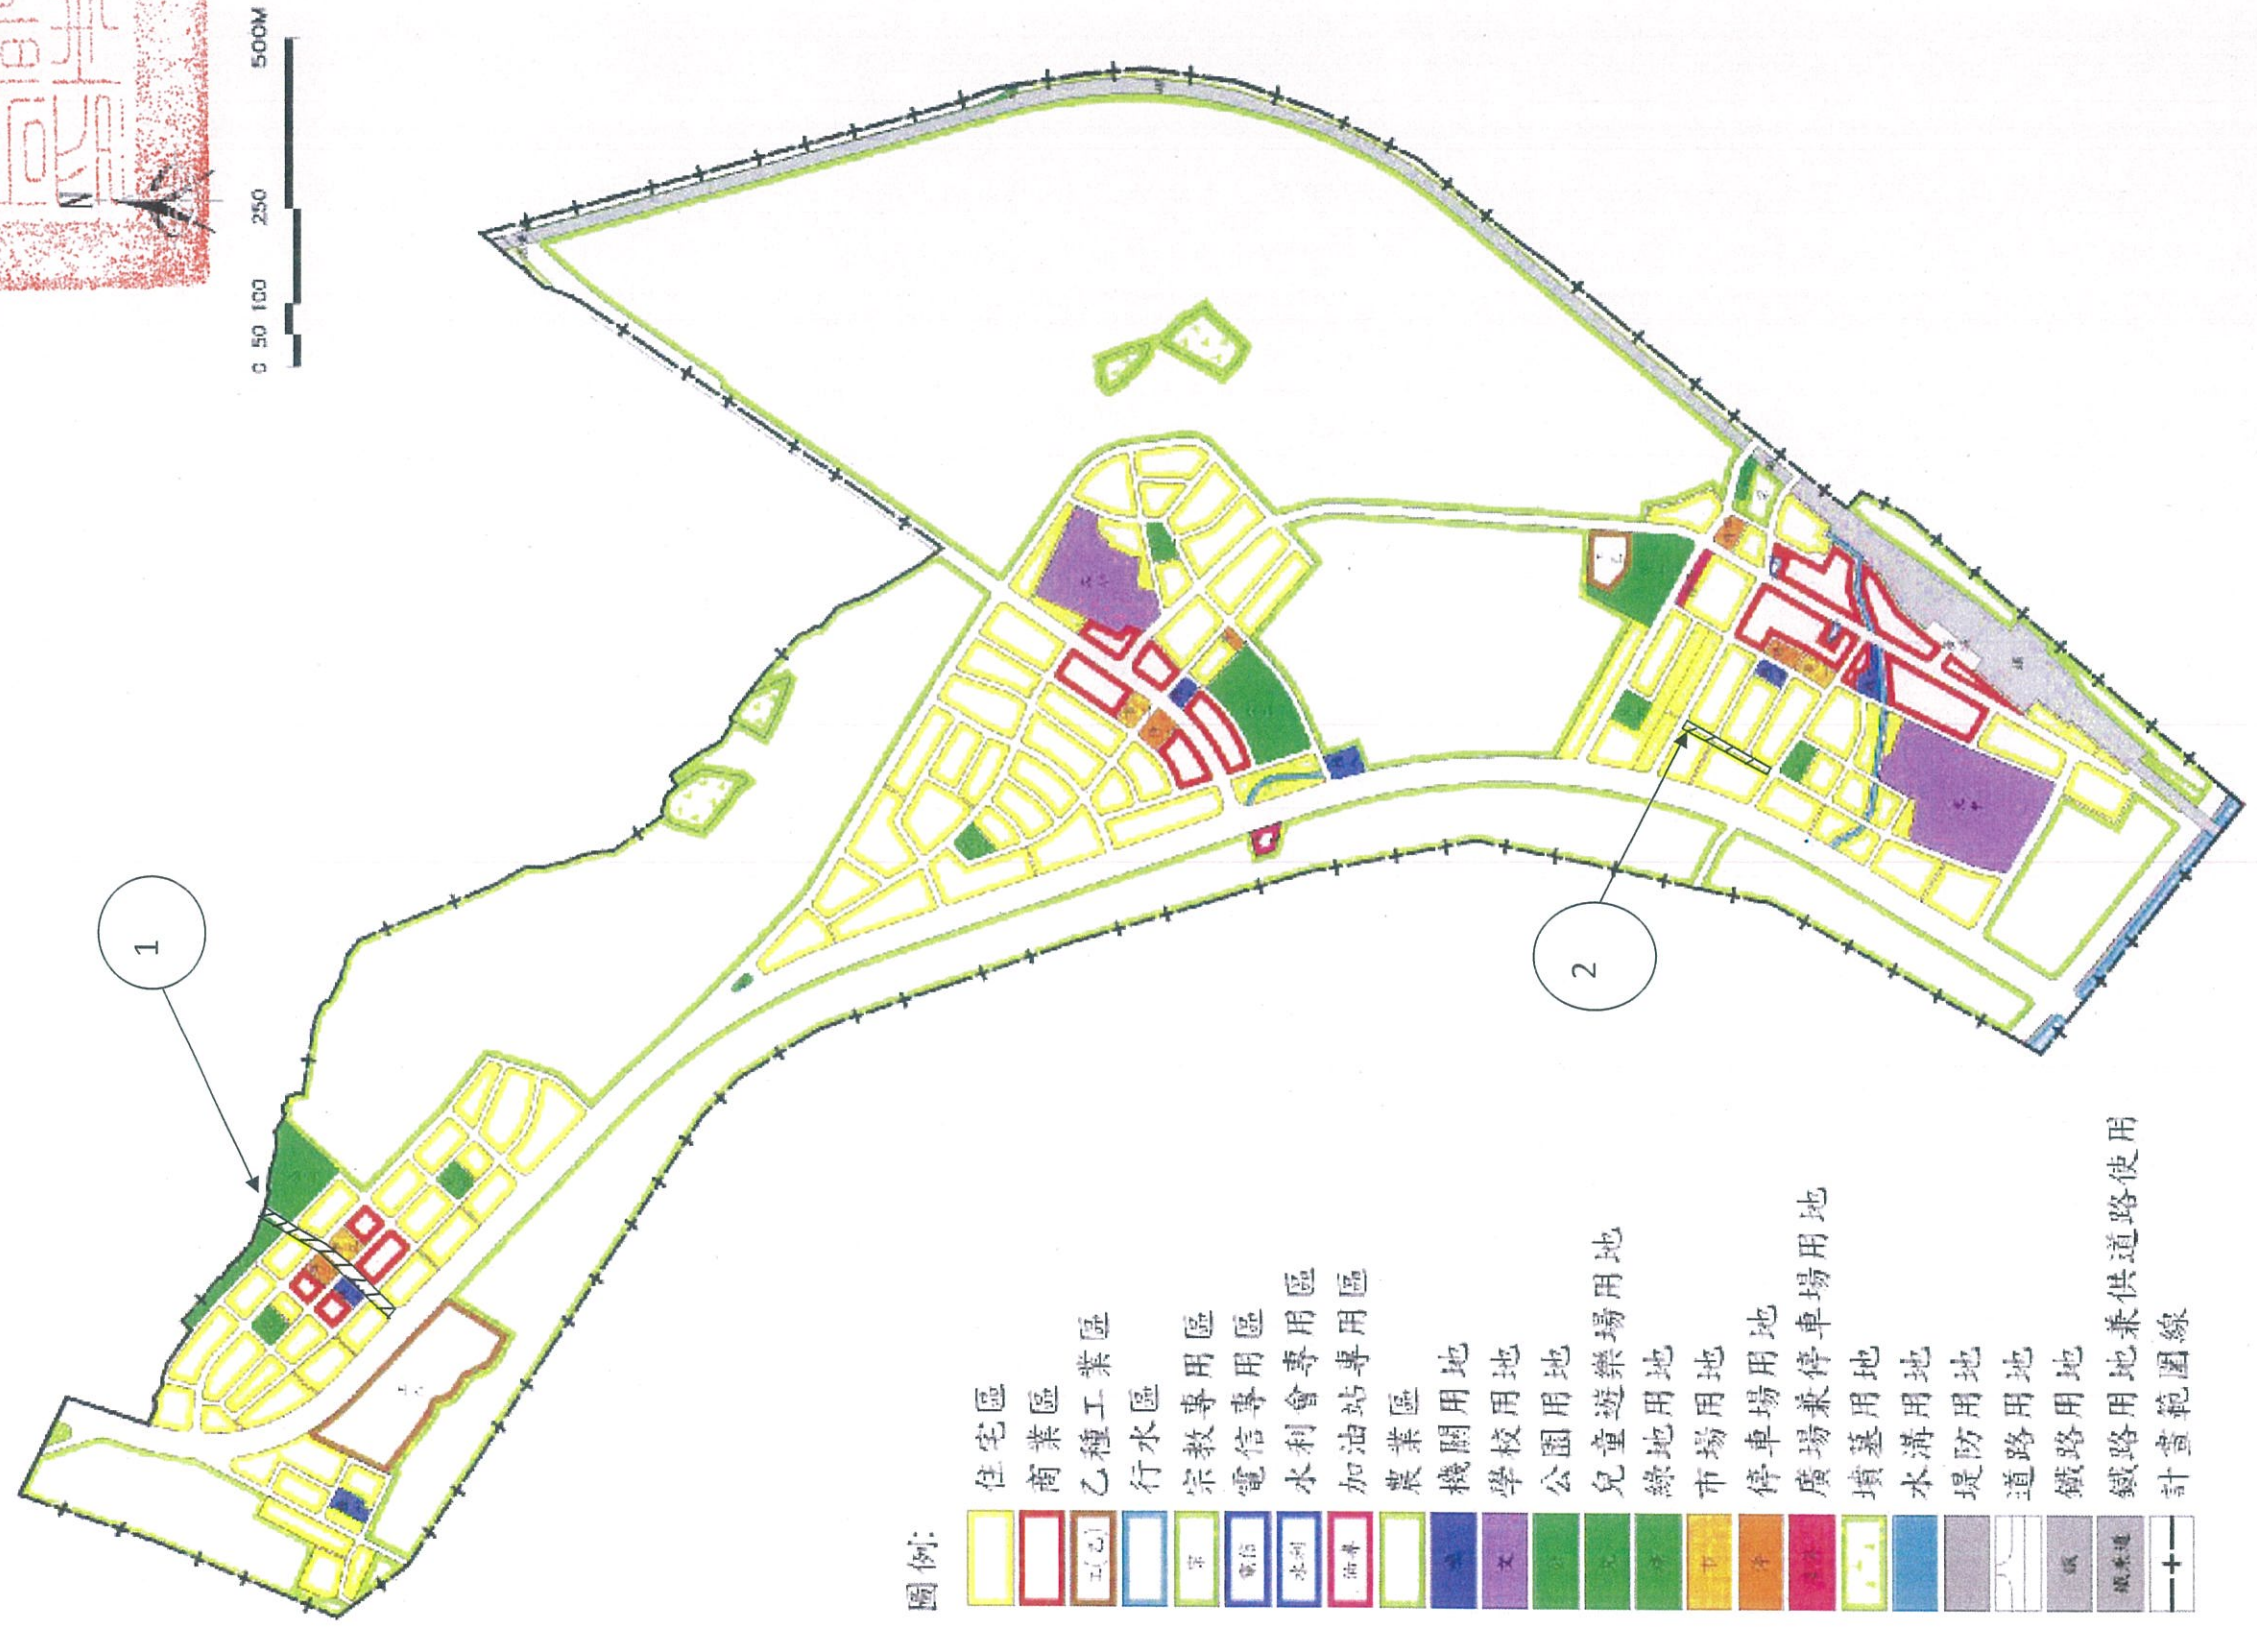 N
0 50 100 250 500M
1
2
圖例:
住宅區
商業區
工(乙) 乙種工業區
行水區
宗 宗教專用區
電信 電信專用區
水利 水利會專用區
油專 加油站專用區
農業區
機 機關用地
文 學校用地
公 公園用地
兒 兒童遊樂場用地
綠地用地
市 市場用地
停 停車場用地
廣場兼停車場用地
墳墓用地
水溝用地
堤防用地
道路用地
鐵 鐵路用地
鐵兼道 鐵路用地兼供道路使用
計畫範圍線